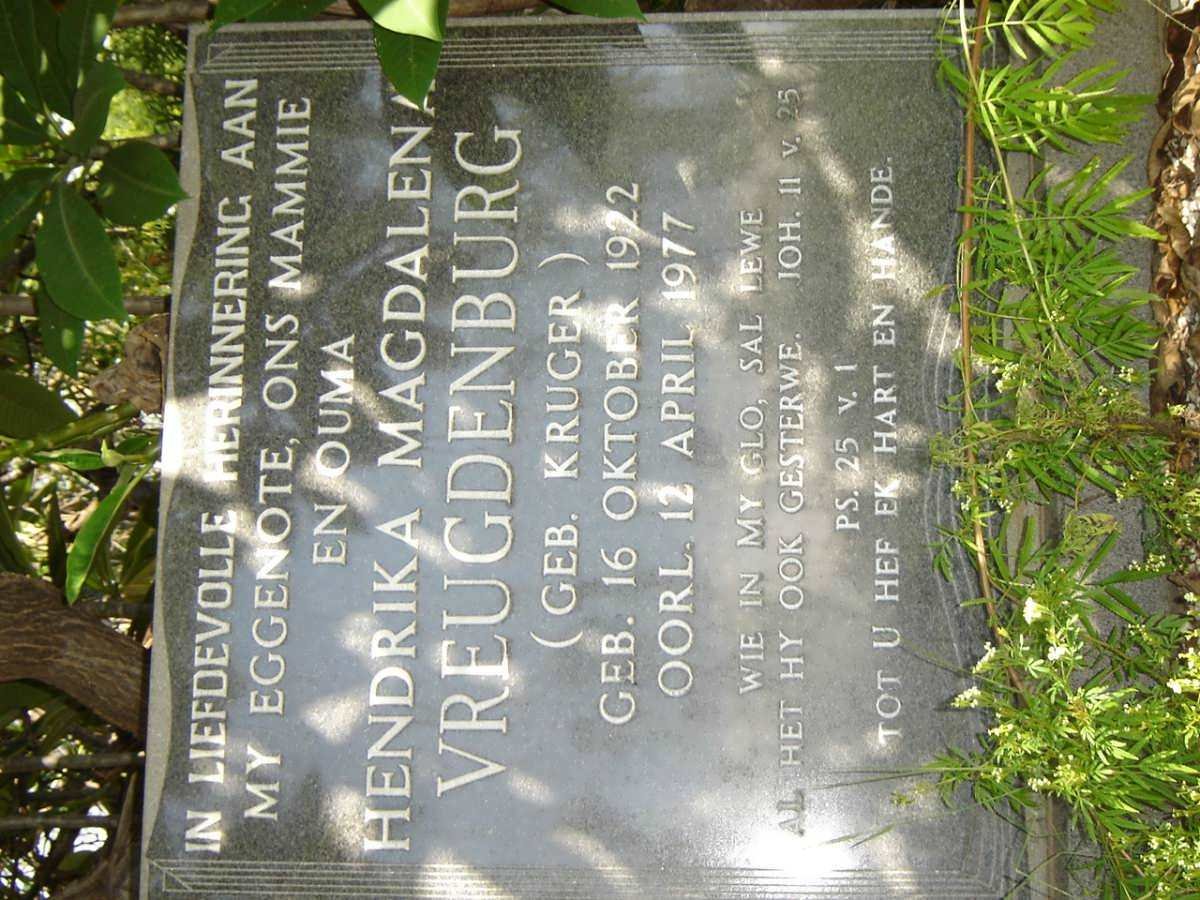 IN LIEFDEVOLLE HERINNERING AAN
MY EGGENOTE, ONS MAMMIE
EN OUMA
HENDRIKA MAGDALENA
VREUGDENBURG
(GEB. KRUGER)
GEB. 16 OKTOBER 1922
OORL. 12 APRIL 1977
WIE IN MY GLO, SAL LEWE
AL HET HY OOK GESTERWE. JOH. 11 v. 25
PS. 25 v. 1
TOT U HEF EK HART EN HANDE.